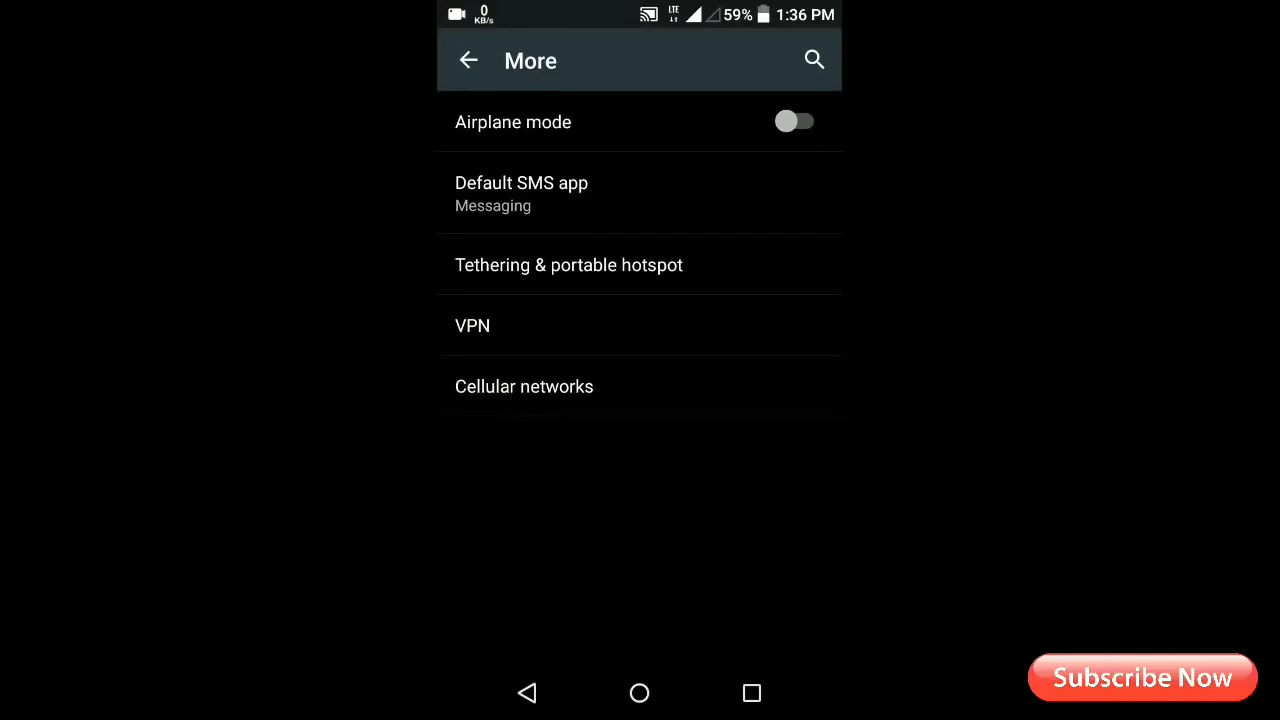 0
KB/s
LTE
59%
1:36 PM
More
Airplane mode
Default SMS app
Messaging
Tethering & portable hotspot
VPN
Cellular networks
Subscribe Now